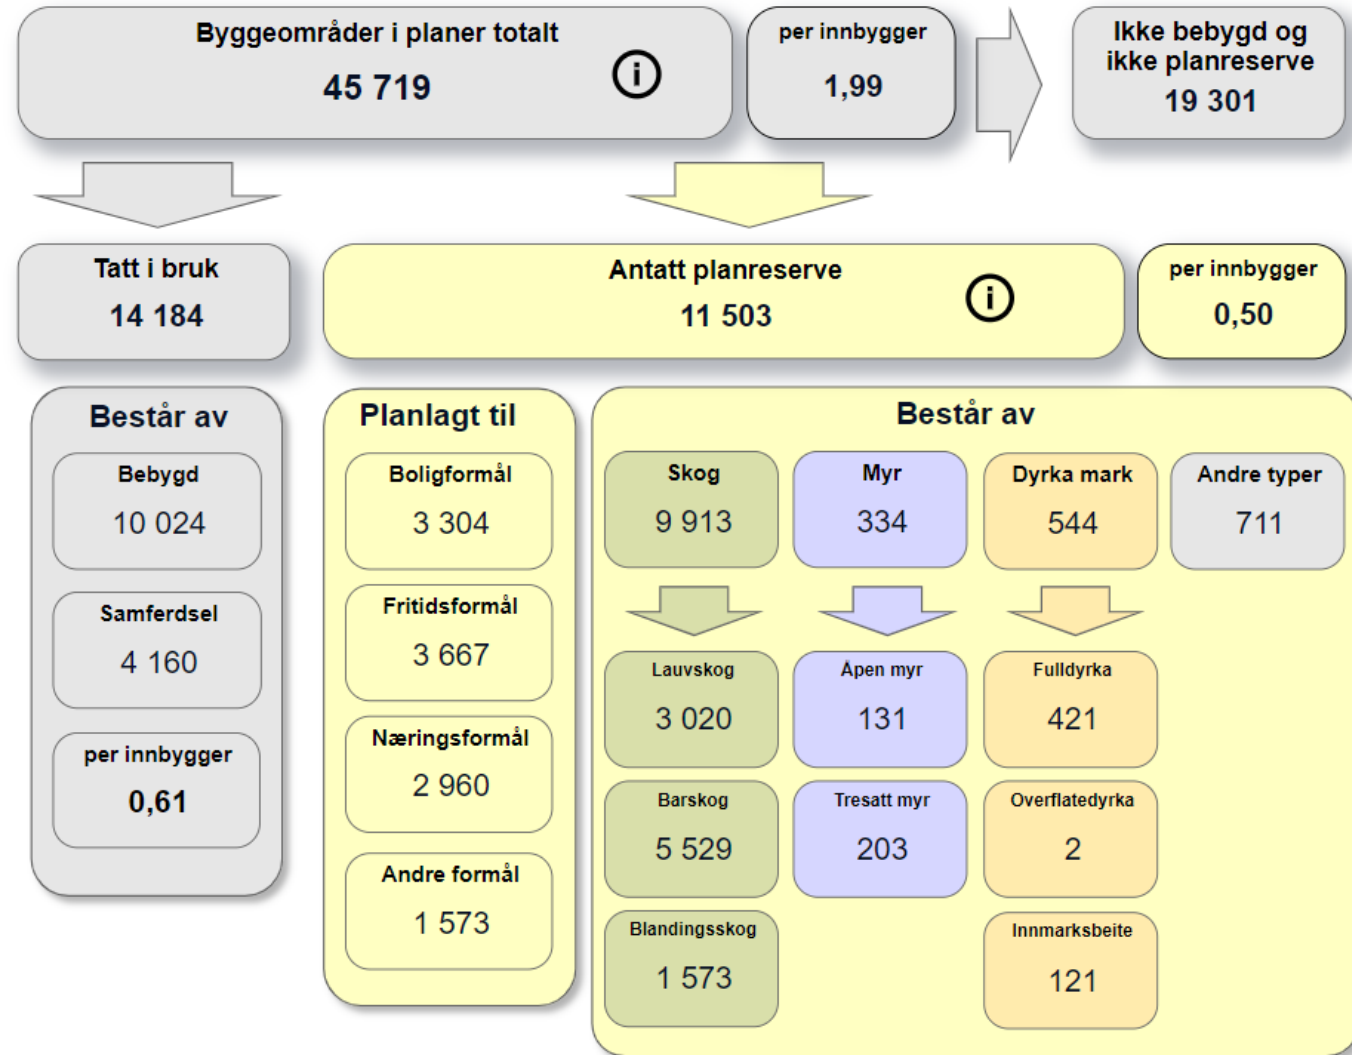 Byggeområder i planer totalt
45 719
per innbygger
1,99
Ikke bebygd og
ikke planreserve
19 301
Tatt i bruk
14 184
Antatt planreserve
11 503
per innbygger
0,50
Består av
Bebygd
10 024
Samferdsel
4 160
per innbygger
0,61
Planlagt til
Boligformål
3 304
Fritidsformål
3 667
Næringsformål
2 960
Andre formål
1 573
Består av
Skog
9 913
Myr
334
Dyrka mark
544
Andre typer
711
Lauvskog
3 020
Åpen myr
131
Fulldyrka
421
Barskog
5 529
Tresatt myr
203
Overflatedyrka
2
Blandingsskog
1 573
Innmarksbeite
121